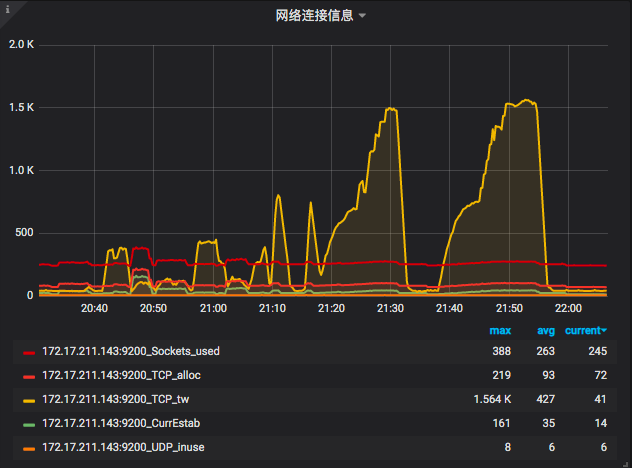 i
网络连接信息
2.0 K
1.5 K
1.0 K
500
0
20:40 20:50 21:00 21:10 21:20 21:30 21:40 21:50 22:00
max avg current
172.17.211.143:9200_Sockets_used 388 263 245
172.17.211.143:9200_TCP_alloc 219 93 72
172.17.211.143:9200_TCP_tw 1.564 K 427 41
172.17.211.143:9200_CurrEstab 161 35 14
172.17.211.143:9200_UDP_inuse 8 6 6